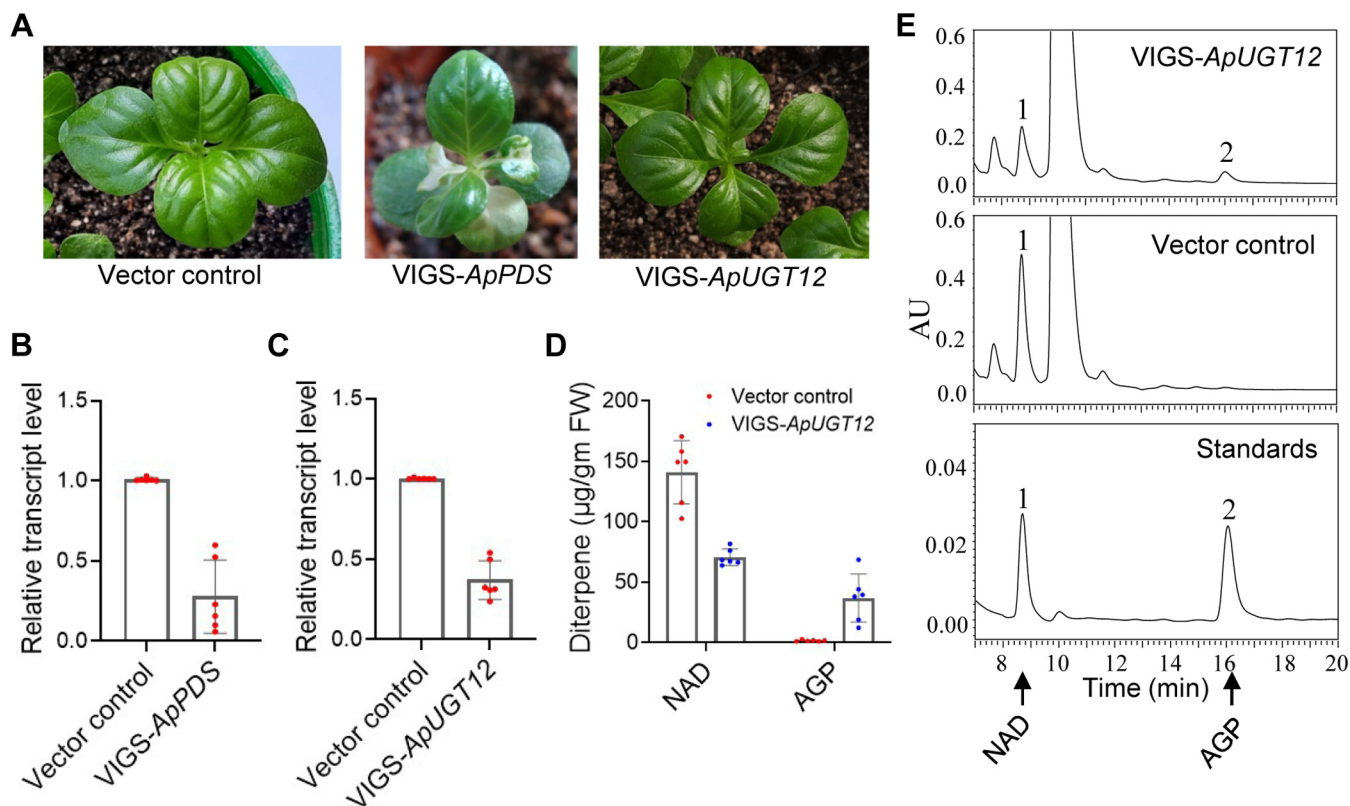 A
Vector control
VIGS-ApPDS
VIGS-ApUGT12
B
Relative transcript level
1.5
1.0
0.5
0.0
Vector control
VIGS-ApPDS
C
Relative transcript level
1.5
1.0
0.5
0.0
Vector control
VIGS-ApUGT12
D
Diterpene (µg/gm FW)
200
150
100
50
0
Vector control
VIGS-ApUGT12
NAD
AGP
E
AU
0.6
0.4
0.2
0.0
VIGS-ApUGT12
1
2
0.6
0.4
0.2
0.0
Vector control
1
0.04
0.02
0.00
Standards
1
2
8 10 12 14 16 18 20
Time (min)
NAD
AGP